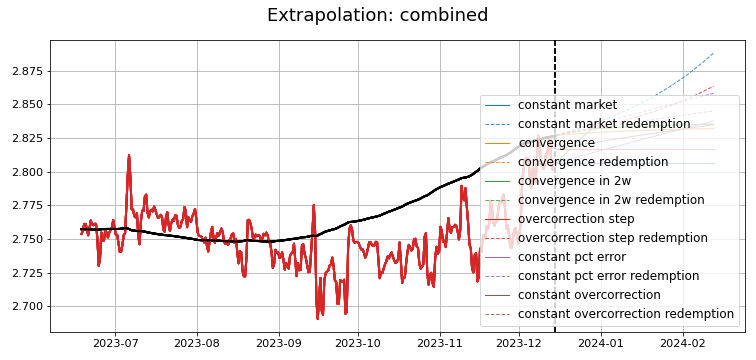 Extrapolation: combined
2.875
2.850
2.825
2.800
2.775
2.750
2.725
2.700
constant market
constant market redemption
convergence
convergence redemption
convergence in 2w
convergence in 2w redemption
overcorrection step
overcorrection step redemption
constant pct error
constant pct error redemption
constant overcorrection
constant overcorrection redemption
2023-07
2023-08
2023-09
2023-10
2023-11
2023-12
2024-01
2024-02